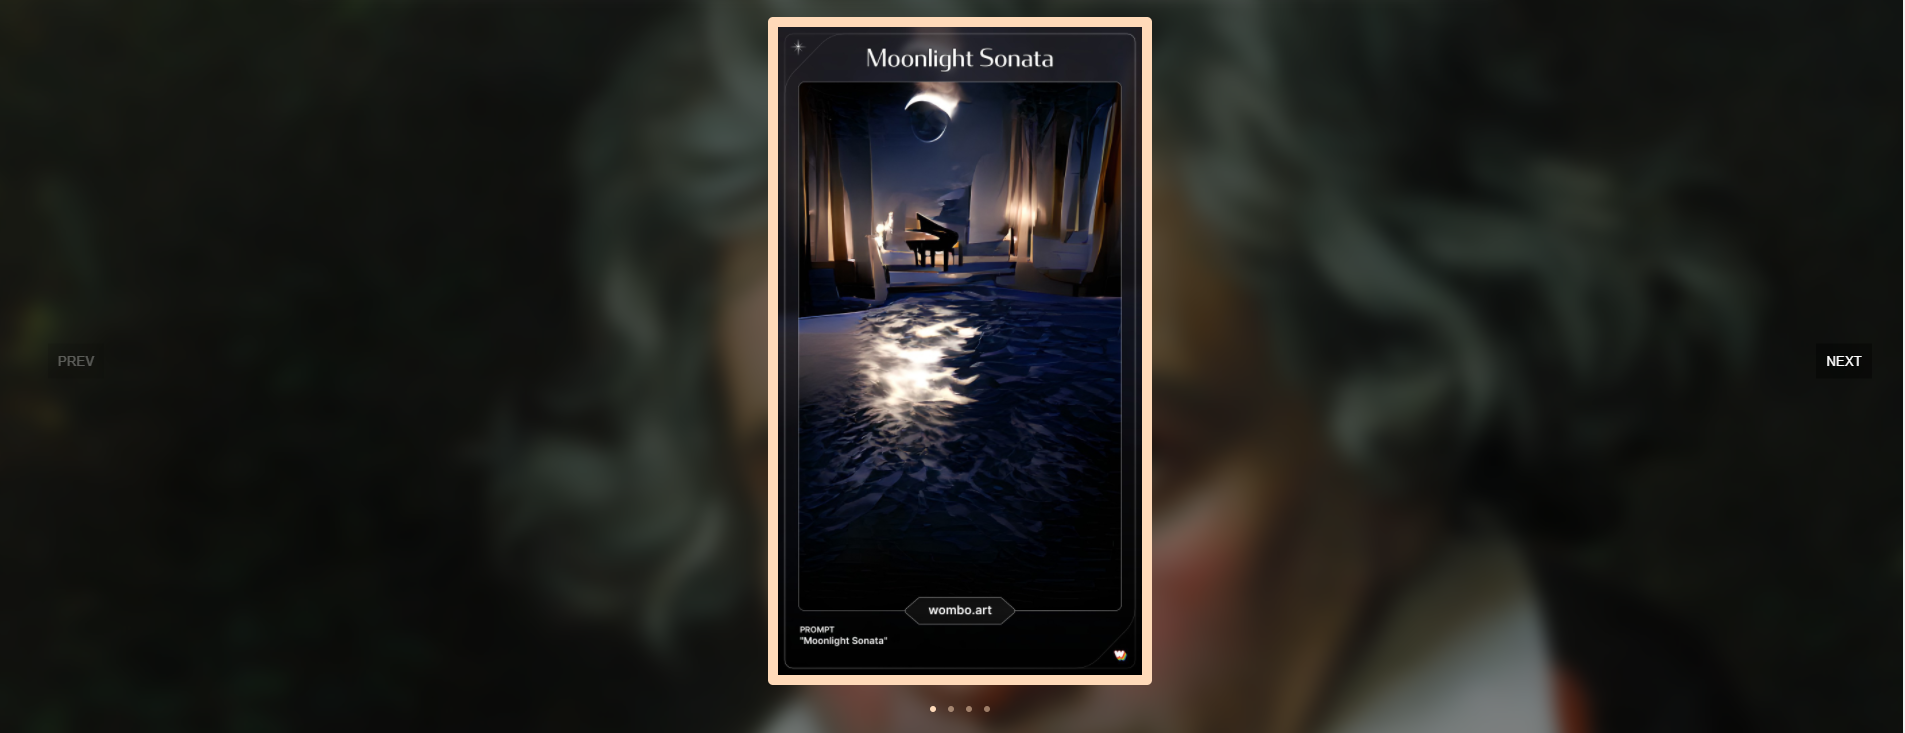 Moonlight Sonata
PREV
NEXT
wombo.art
PROMPT
"Moonlight Sonata"
W